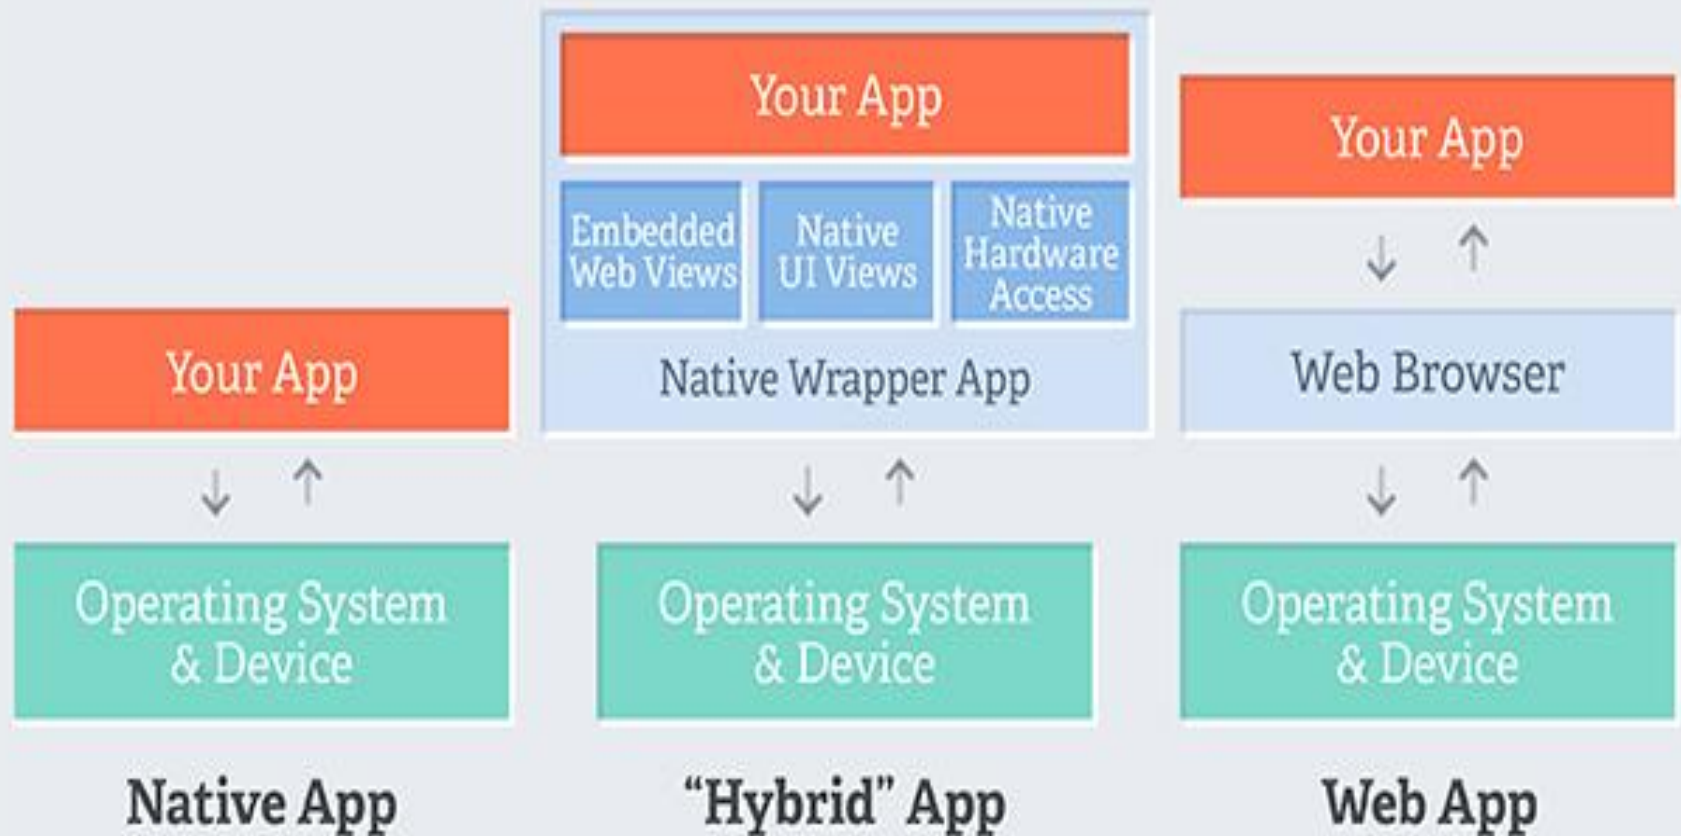 Your App
Operating System
& Device
Native App
Your App
Embedded
Web Views
Native
UI Views
Native
Hardware
Access
Native Wrapper App
Operating System
& Device
“Hybrid” App
Your App
Web Browser
Operating System
& Device
Web App